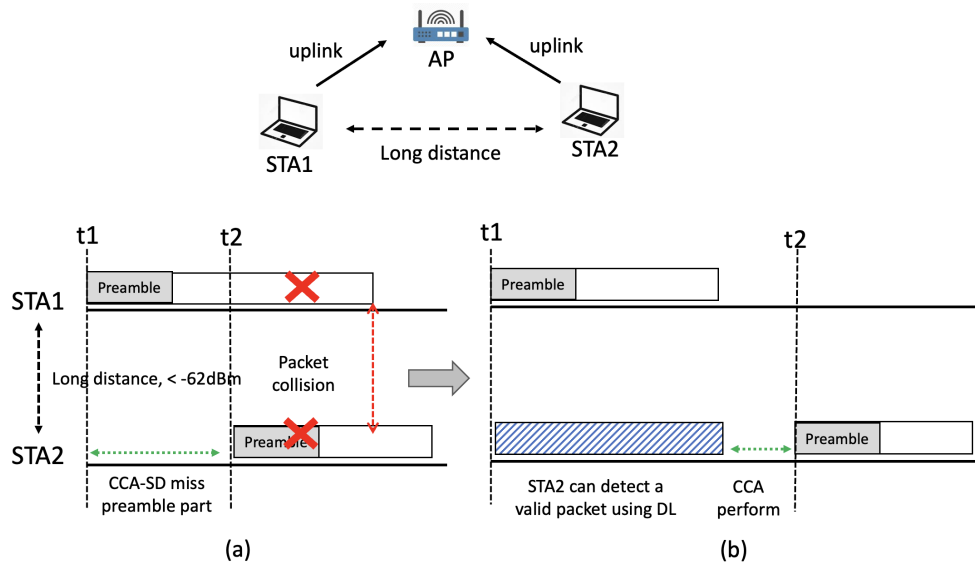 uplink
uplink
AP
STA1
STA2
Long distance
t1
t2
Preamble
STA1
Long distance, < -62dBm
Packet
collision
STA2
Preamble
CCA-SD miss
preamble part
(a)
t1
t2
Preamble
Preamble
STA2 can detect a
valid packet using DL
CCA
perform
(b)